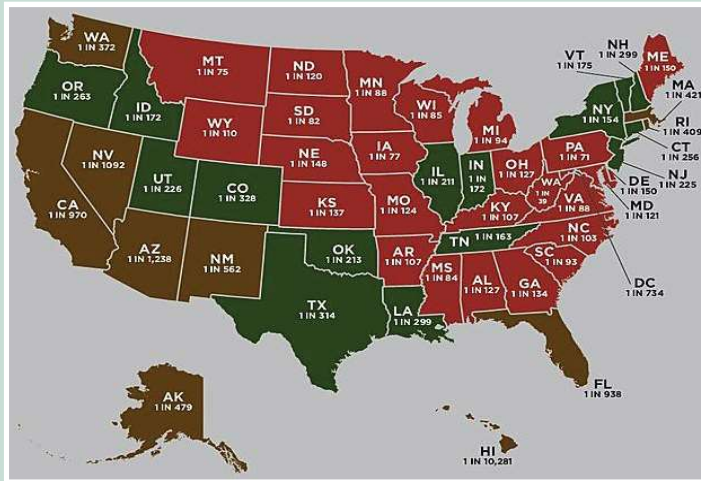 WA
1 IN 372
OR
1 IN 263
CA
1 IN 970
NV
1 IN 1092
ID
1 IN 172
MT
1 IN 75
WY
1 IN 110
UT
1 IN 226
AZ
1 IN 1,238
CO
1 IN 328
NM
1 IN 562
ND
1 IN 120
SD
1 IN 82
NE
1 IN 148
KS
1 IN 137
OK
1 IN 213
TX
1 IN 314
MN
1 IN 88
IA
1 IN 77
MO
1 IN 124
AR
1 IN 107
LA
1 IN 299
WI
1 IN 85
IL
1 IN 211
MI
1 IN 94
IN
1 IN
172
OH
1 IN 127
KY
1 IN 107
TN 1 IN 163
MS
1 IN 84
AL
1 IN 127
GA
1 IN 134
FL
1 IN 938
SC
1 IN 93
NC
1 IN 103
VA
1 IN 88
WA
1 IN
39
PA
1 IN 71
NY
1 IN 154
VT
1 IN 175
NH
1 IN 299
ME
1 IN 150
MA
1 IN 421
RI
1 IN 409
CT
1 IN 256
NJ
1 IN 225
DE
1 IN 150
MD
1 IN 121
DC
1 IN 734
AK
1 IN 479
HI
1 IN 10,281